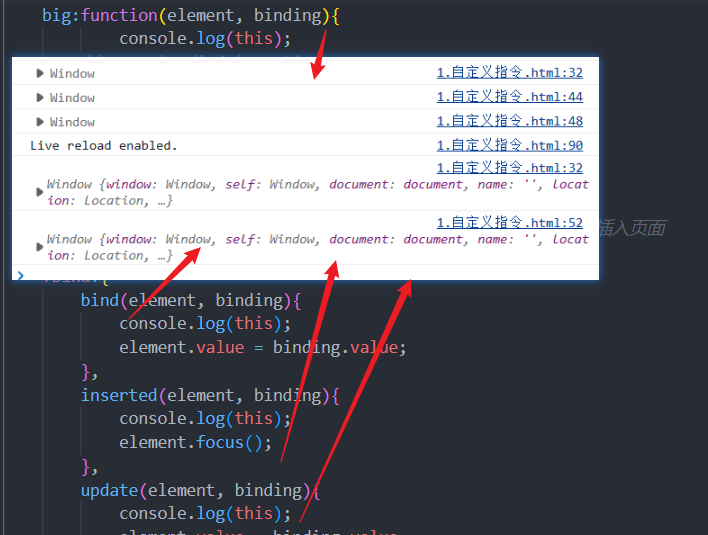 big:function(element, binding){
console.log(this);
Window 1.自定义指令.html:32
Window 1.自定义指令.html:44
Window 1.自定义指令.html:48
Live reload enabled. 1.自定义指令.html:90
1.自定义指令.html:32
Window {window: Window, self: Window, document: document, name: '', locat
ion: Location, …}
1.自定义指令.html:52
插入页面
Window {window: Window, self: Window, document: document, name: '', locat
ion: Location, …}
bind(element, binding){
console.log(this);
element.value = binding.value;
},
inserted(element, binding){
console.log(this);
element.focus();
},
update(element, binding){
console.log(this);